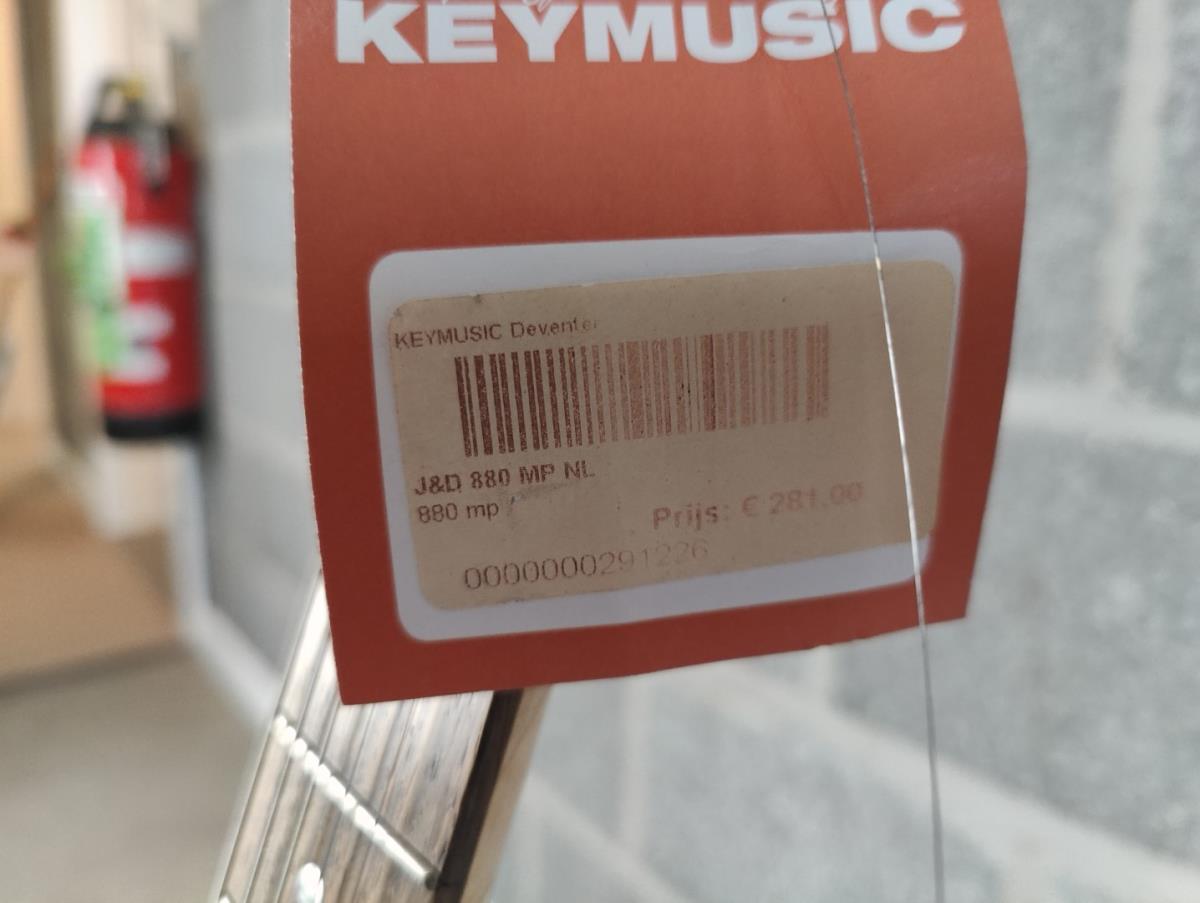 KEYMUSIC
KEYMUSIC Deventer
J&D 880 MP NL
880 mp
Prijs: € 281.00
0000000291226